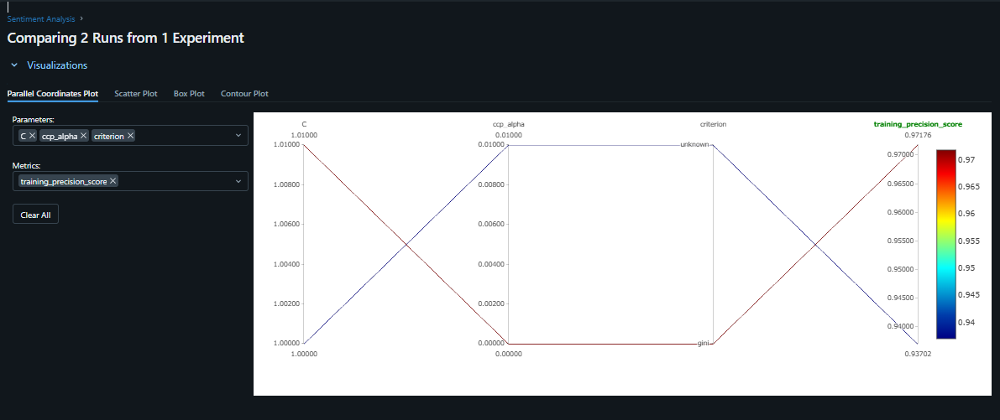 Sentiment Analysis ›
Comparing 2 Runs from 1 Experiment
Visualizations
Parallel Coordinates Plot Scatter Plot Box Plot Contour Plot
Parameters:
C × ccp_alpha × criterion ×
Metrics:
training_precision_score ×
Clear All
C ccp_alpha criterion training_precision_score
1.01000 0.01000 0.97176
1.01000 0.01000 unknown 0.97000 0.97
1.00800 0.00800 0.96500 0.965
1.00600 0.00600 0.96000 0.96
1.00400 0.00400 0.95500 0.955
1.00200 0.00200 0.95000 0.95
1.00000 0.00000 gini 0.94500 0.945
0.94000 0.94
1.00000 0.00000 0.93702